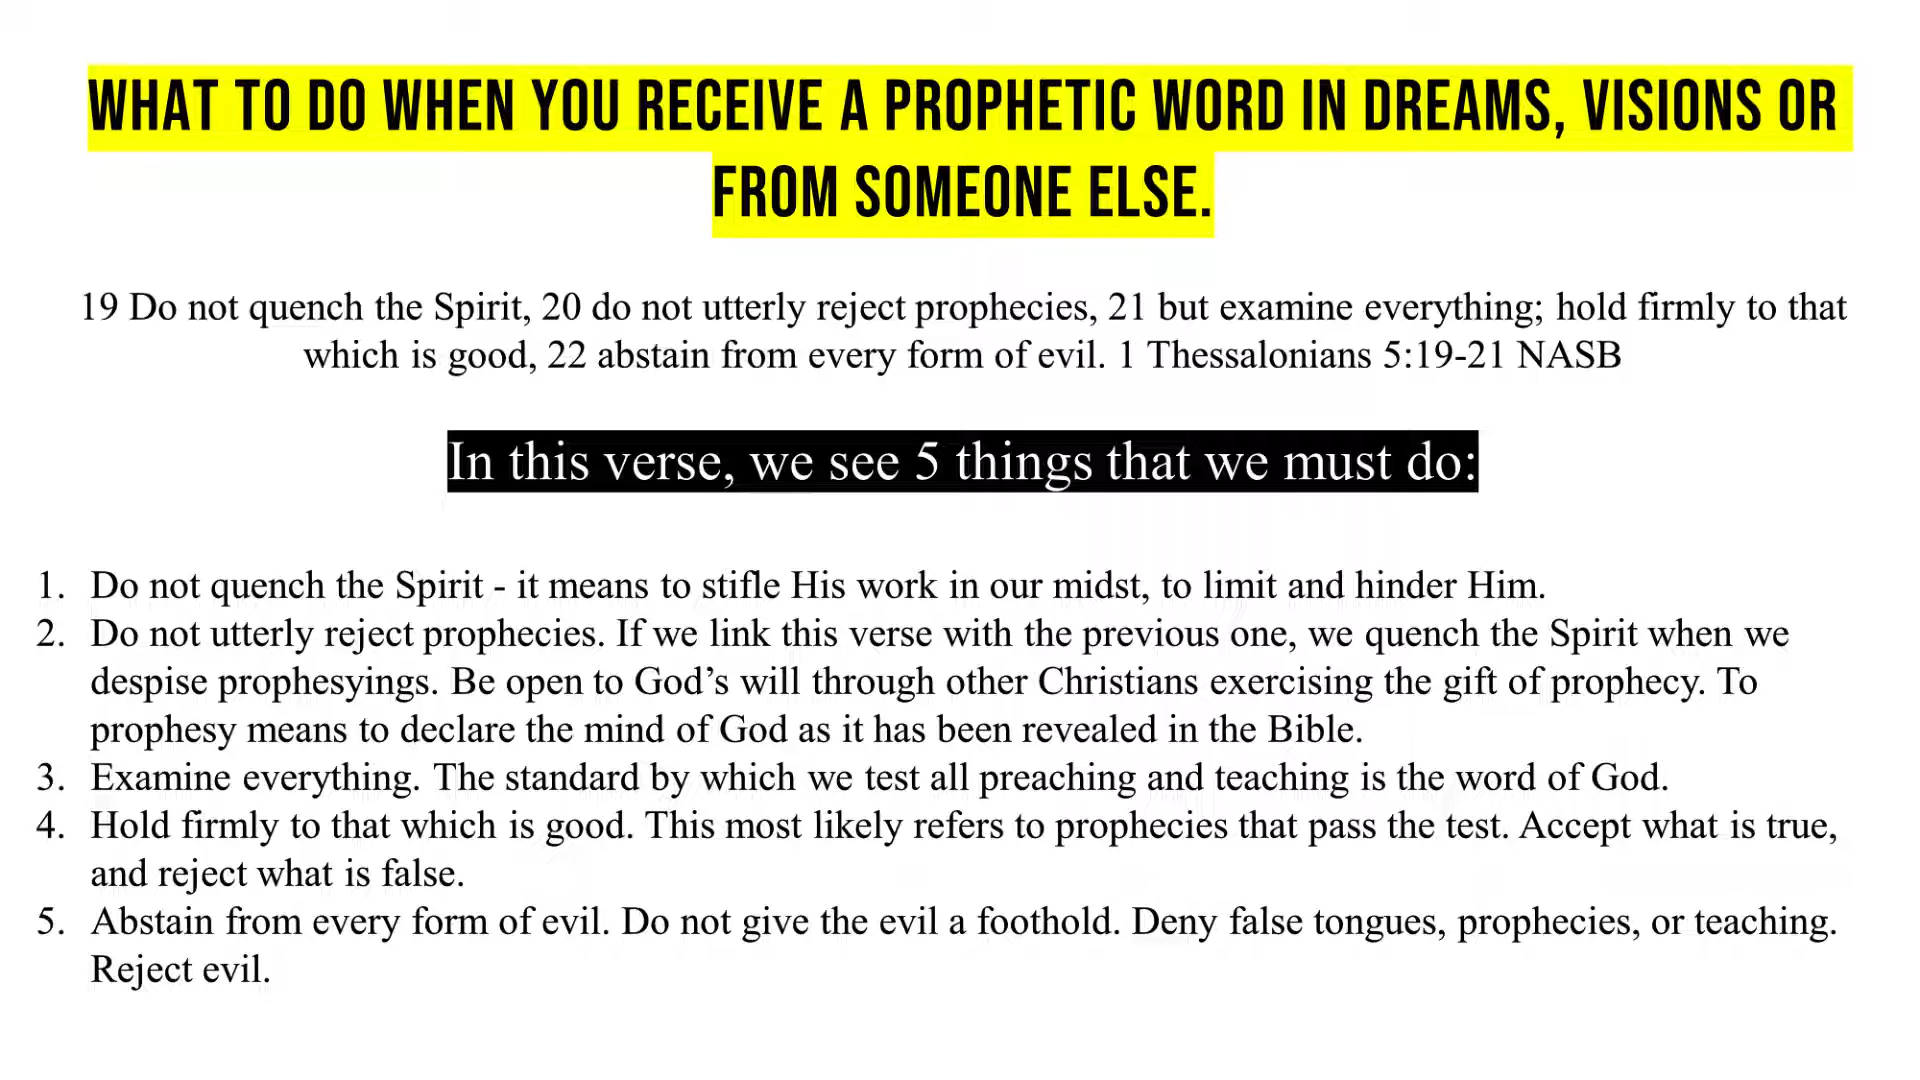 WHAT TO DO WHEN YOU RECEIVE A PROPHETIC WORD IN DREAMS, VISIONS OR
FROM SOMEONE ELSE.
19 Do not quench the Spirit, 20 do not utterly reject prophecies, 21 but examine everything; hold firmly to that
which is good, 22 abstain from every form of evil. 1 Thessalonians 5:19-21 NASB
In this verse, we see 5 things that we must do:
1. Do not quench the Spirit - it means to stifle His work in our midst, to limit and hinder Him.
2. Do not utterly reject prophecies. If we link this verse with the previous one, we quench the Spirit when we
despise prophesyings. Be open to God’s will through other Christians exercising the gift of prophecy. To
prophesy means to declare the mind of God as it has been revealed in the Bible.
3. Examine everything. The standard by which we test all preaching and teaching is the word of God.
4. Hold firmly to that which is good. This most likely refers to prophecies that pass the test. Accept what is true,
and reject what is false.
5. Abstain from every form of evil. Do not give the evil a foothold. Deny false tongues, prophecies, or teaching.
Reject evil.